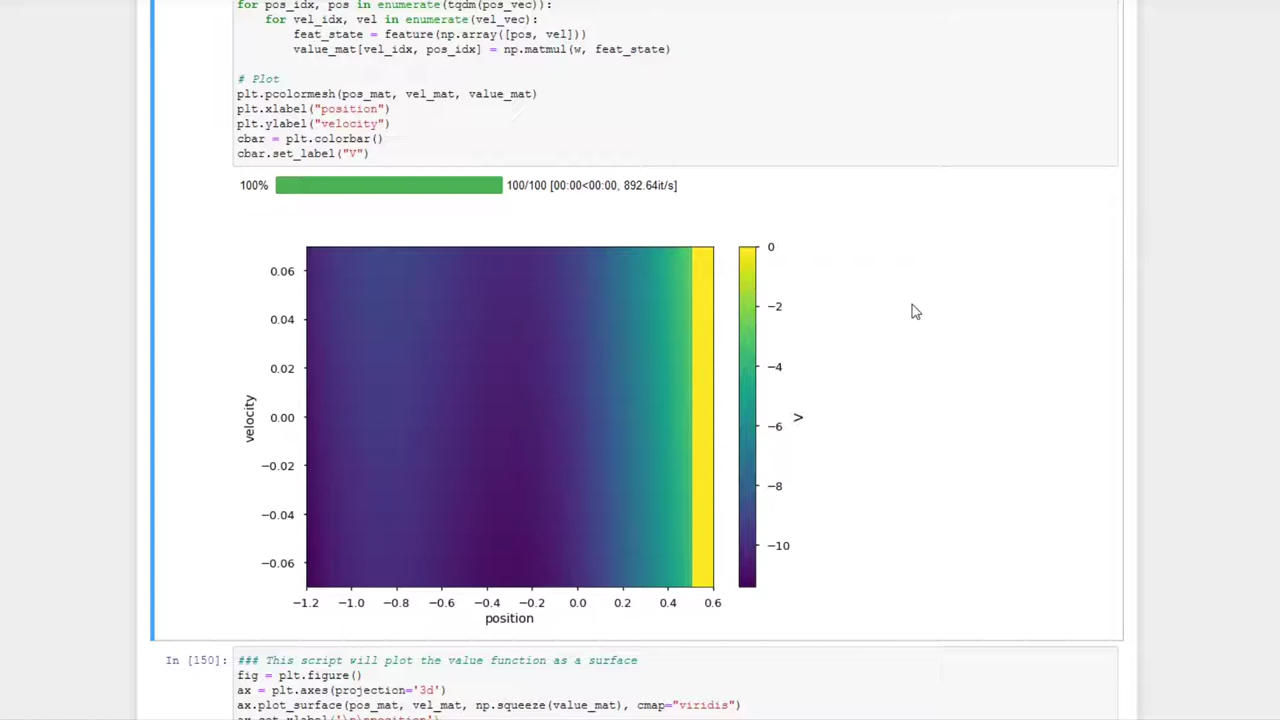 for pos_idx, pos in enumerate(tqdm(pos_vec)):
for vel_idx, vel in enumerate(vel_vec):
feat_state = feature(np.array([pos, vel]))
value_mat[vel_idx, pos_idx] = np.matmul(w, feat_state)
# Plot
plt.pcolormesh(pos_mat, vel_mat, value_mat)
plt.xlabel("position")
plt.ylabel("velocity")
cbar = plt.colorbar()
cbar.set_label("V")
100% 100/100 [00:00<00:00, 892.64it/s]
0.06
0.04
0.02
0.00
−0.02
−0.04
−0.06
velocity
−1.2 −1.0 −0.8 −0.6 −0.4 −0.2 0.0 0.2 0.4 0.6
position
0
−2
−4
−6
−8
−10
V
In [150]: ### This script will plot the value function as a surface
fig = plt.figure()
ax = plt.axes(projection='3d')
ax.plot_surface(pos_mat, vel_mat, np.squeeze(value_mat), cmap="viridis")
ax.set_xlabel('\n\nposition')